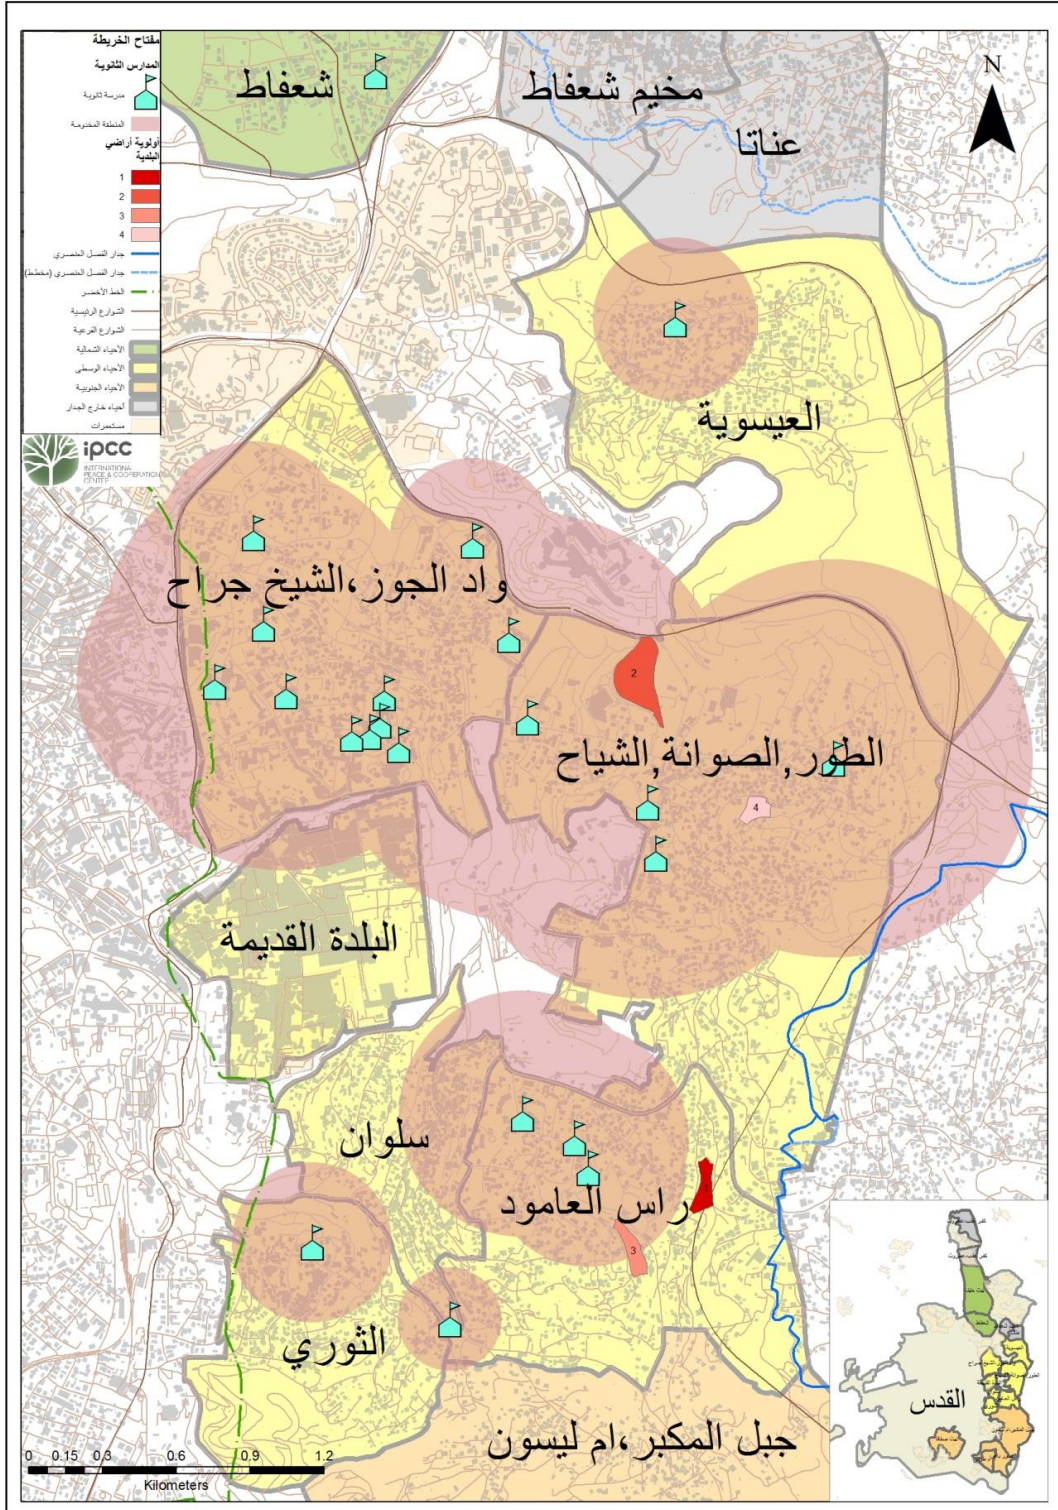 مفتاح الخريطة
المدارس الثانوية
مدرسة ثانوية
المنطقة المخدومة
أولوية أراضي
البلدية
1
2
3
4
جدار الفصل العنصري
جدار الفصل العنصري (مخطط)
الخط الأخضر
الشوارع الرئيسية
الشوارع الفرعية
الأحياء الشمالية
الأحياء الوسطى
الأحياء الجنوبية
أحياء خارج الجدار
مستعمرات
ipcc
INTERNATIONAL
PEACE & COOPERATION
CENTER
N
شعفاط
مخيم شعفاط
عناتا
العيسوية
واد الجوز،الشيخ جراح
2
الطور,الصوانة,الشياح
4
البلدة القديمة
سلوان
راس العامود
1
3
الثوري
جبل المكبر،ام ليسون
القدس
0 0.15 0.3 0.6 0.9 1.2
Kilometers